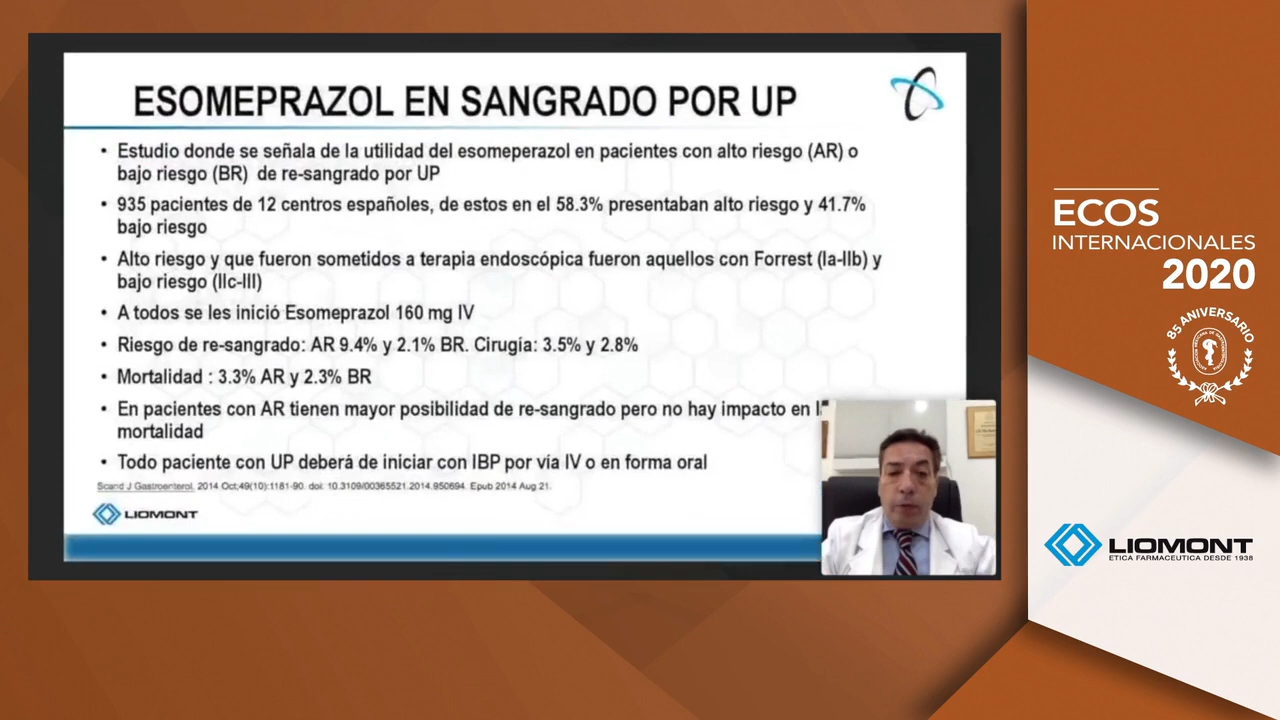 ESOMEPRAZOL EN SANGRADO POR UP
• Estudio donde se señala de la utilidad del esomeperazol en pacientes con alto riesgo (AR) o
bajo riesgo (BR) de re-sangrado por UP
• 935 pacientes de 12 centros españoles, de estos en el 58.3% presentaban alto riesgo y 41.7%
bajo riesgo
• Alto riesgo y que fueron sometidos a terapia endoscópica fueron aquellos con Forrest (Ia-IIb) y
bajo riesgo (IIc-III)
• A todos se les inició Esomeprazol 160 mg IV
• Riesgo de re-sangrado: AR 9.4% y 2.1% BR. Cirugía: 3.5% y 2.8%
• Mortalidad : 3.3% AR y 2.3% BR
• En pacientes con AR tienen mayor posibilidad de re-sangrado pero no hay impacto en
mortalidad
• Todo paciente con UP deberá de iniciar con IBP por vía IV o en forma oral
Scand J Gastroenterol. 2014 Oct;49(10):1181-90. doi: 10.3109/00365521.2014.950694. Epub 2014 Aug 21.
LIOMONT
ECOS
INTERNACIONALES
2020
85 ANIVERSARIO
LIOMONT
ETICA FARMACEUTICA DESDE 1938